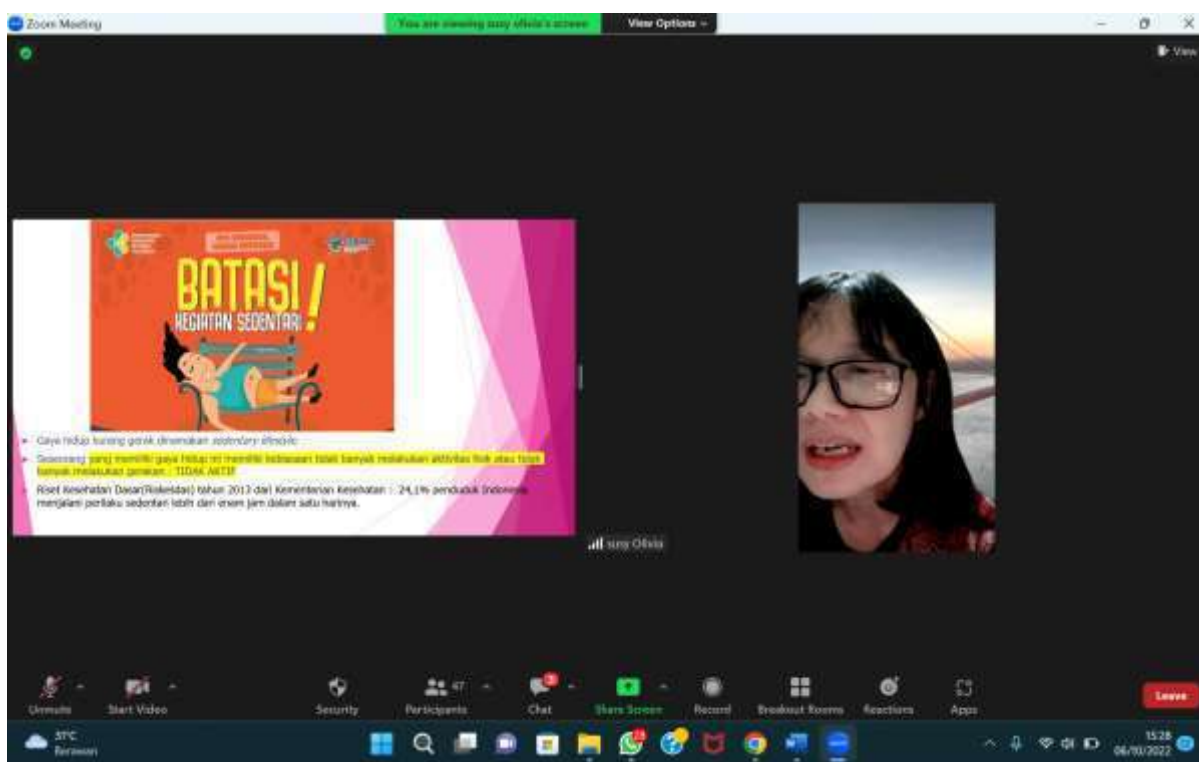 Zoom Meeting
You are viewing susy olivia's screen
View Options
View
BATASI!
KEGIATAN SEDENTARI
Gaya hidup kurang gerak dinamakan sedentary lifestyle
Seseorang yang memiliki gaya hidup ini memiliki kebiasaan tidak banyak melakukan aktivitas fisik atau tidak
banyak melakukan gerakan : TIDAK AKTIF
Riset Kesehatan Dasar(Riskesdas) tahun 2013 dari Kementerian Kesehatan : 24,1% penduduk Indonesia
menjalani perilaku sedentari lebih dari enam jam dalam satu harinya.
susy Olivia
Unmute
Start Video
Security
Participants
47
Chat
Share Screen
Record
Breakout Rooms
Reactions
Apps
Leave
31°C
Berawan
15:28
06/10/2022